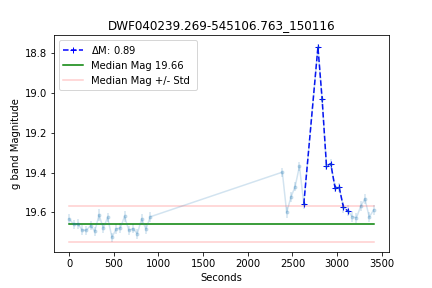 DWF040239.269-545106.763_150116
ΔM: 0.89
Median Mag 19.66
Median Mag +/- Std
g band Magnitude
18.8
19.0
19.2
19.4
19.6
0 500 1000 1500 2000 2500 3000 3500
Seconds